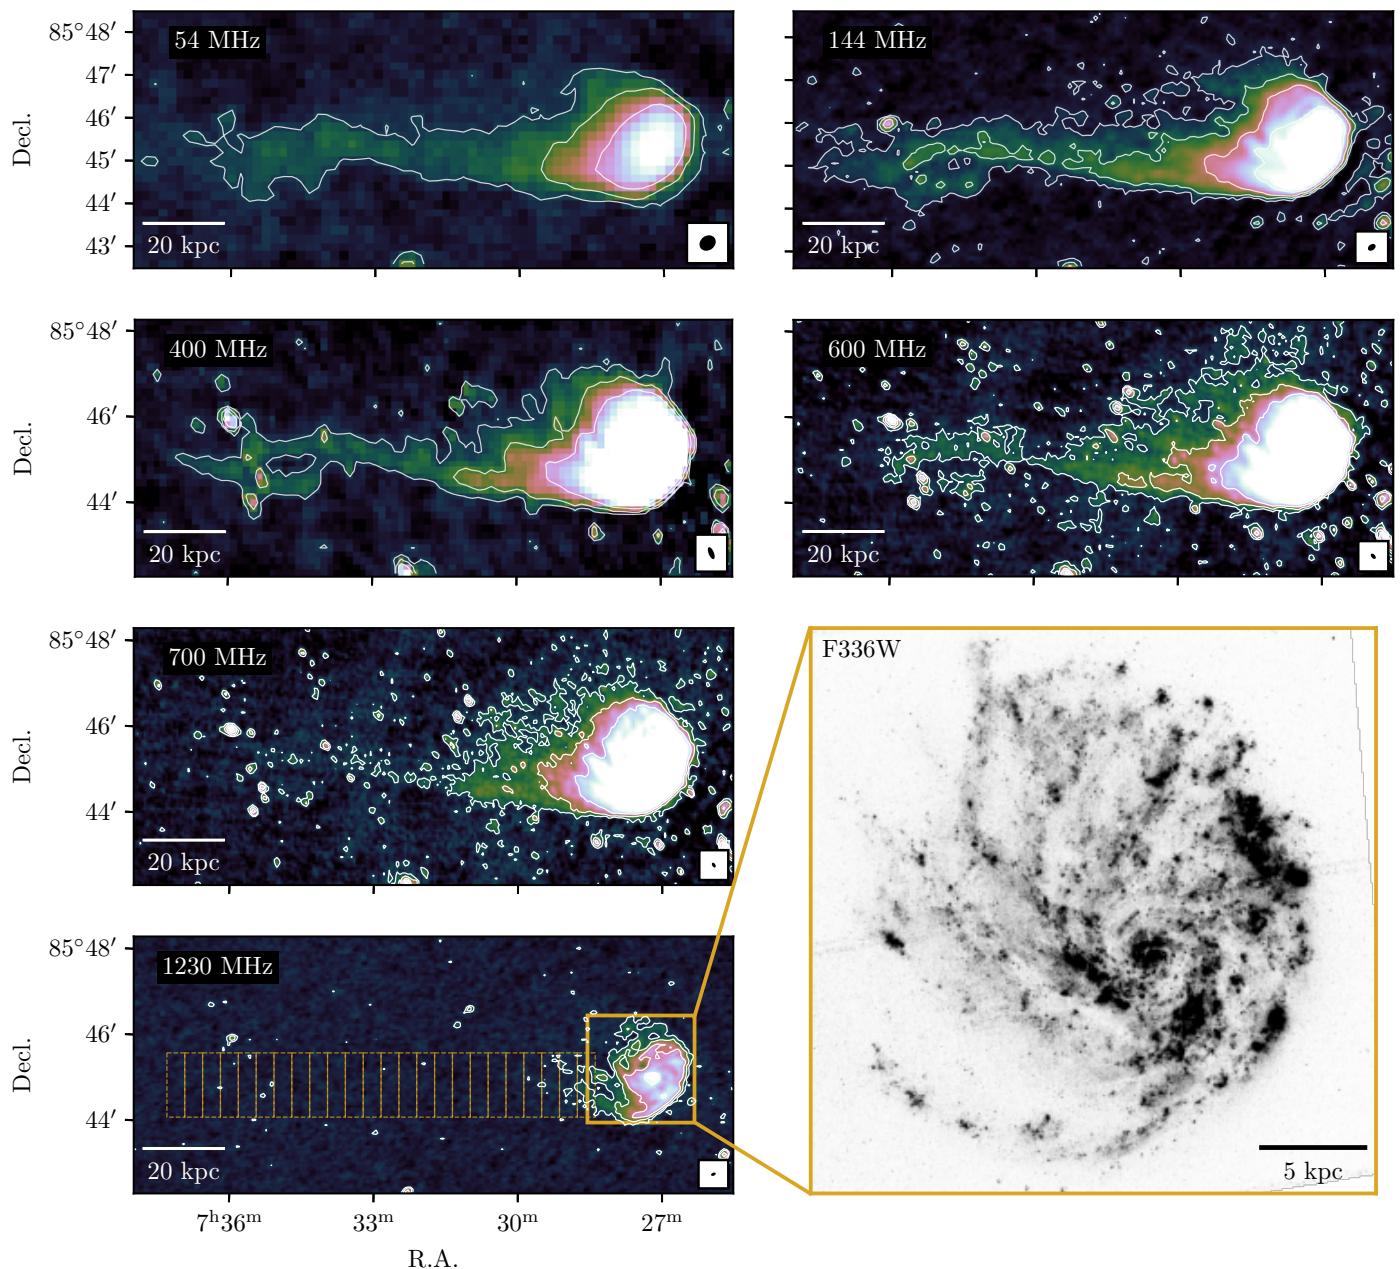 54 MHz
85°48′
47′
46′
45′
44′
43′
Decl.
20 kpc
144 MHz
20 kpc
400 MHz
85°48′
46′
44′
Decl.
20 kpc
600 MHz
20 kpc
700 MHz
85°48′
46′
44′
Decl.
20 kpc
F336W
5 kpc
1230 MHz
85°48′
46′
44′
Decl.
20 kpc
7ʰ36ᵐ 33ᵐ 30ᵐ 27ᵐ
R.A.